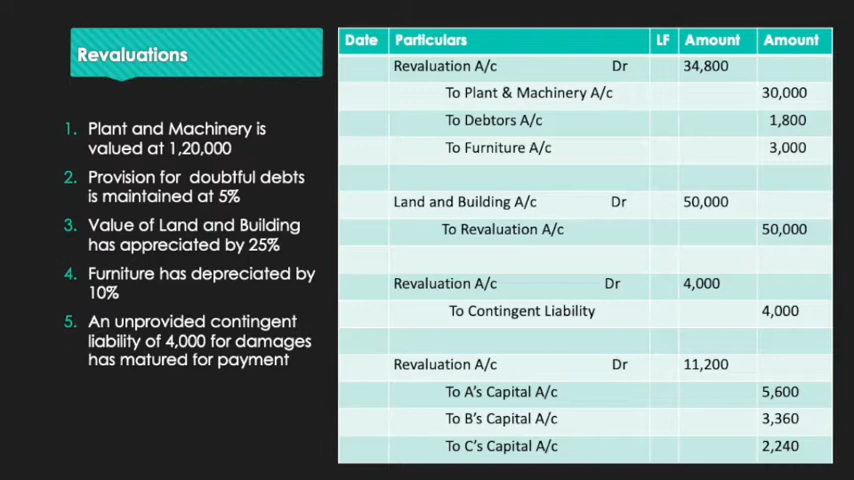 Revaluations
1. Plant and Machinery is
valued at 1,20,000
2. Provision for doubtful debts
is maintained at 5%
3. Value of Land and Building
has appreciated by 25%
4. Furniture has depreciated by
10%
5. An unprovided contingent
liability of 4,000 for damages
has matured for payment
Date Particulars LF Amount Amount
Revaluation A/c Dr 34,800
To Plant & Machinery A/c 30,000
To Debtors A/c 1,800
To Furniture A/c 3,000
Land and Building A/c Dr 50,000
To Revaluation A/c 50,000
Revaluation A/c Dr 4,000
To Contingent Liability 4,000
Revaluation A/c Dr 11,200
To A's Capital A/c 5,600
To B's Capital A/c 3,360
To C's Capital A/c 2,240